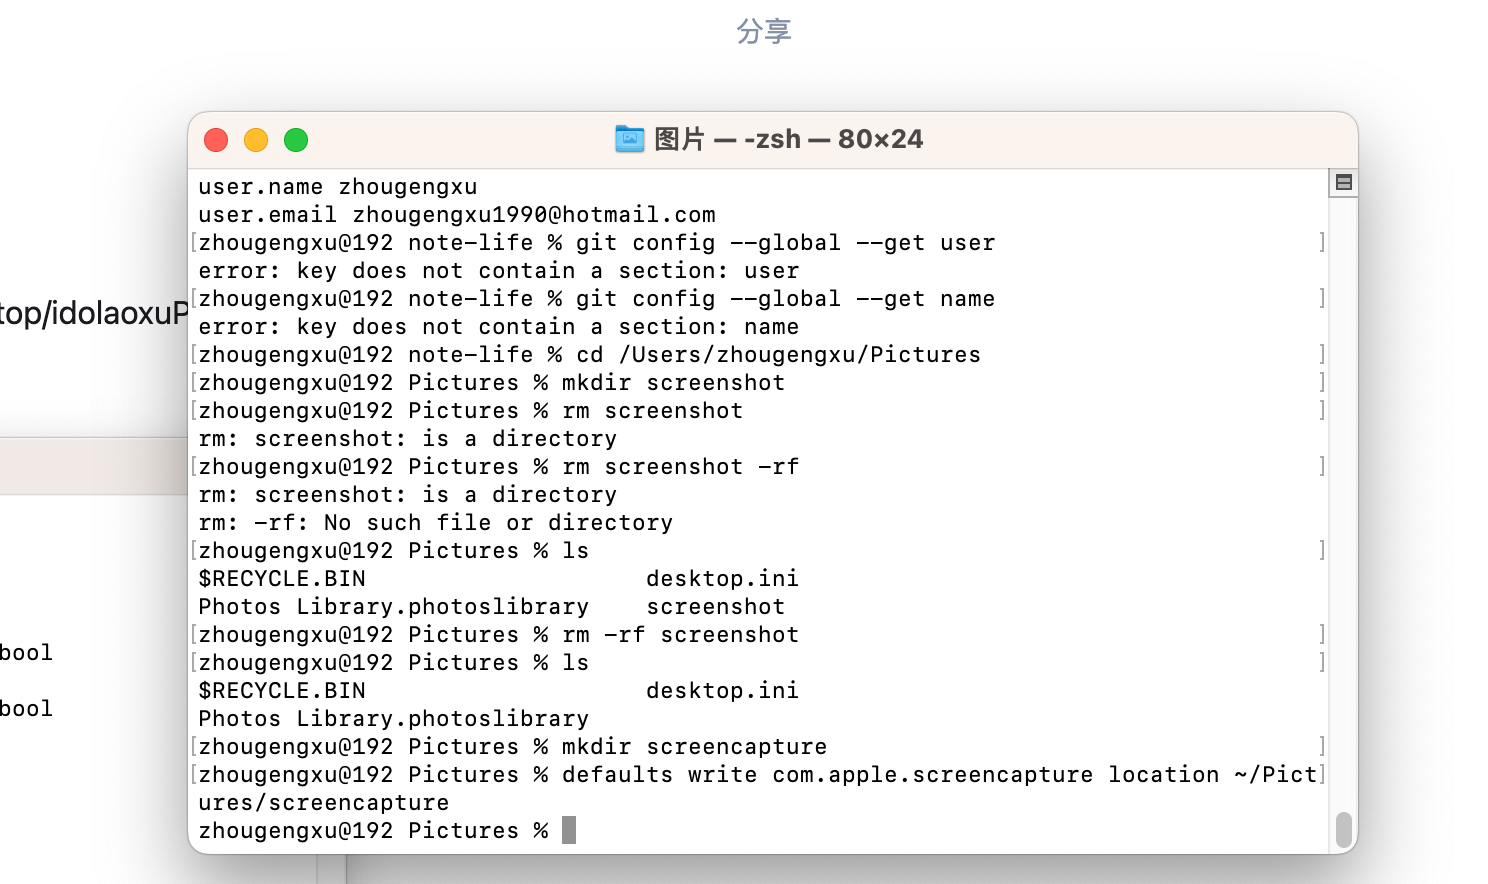 分享
图片 — -zsh — 80×24
user.name zhougengxu
user.email zhougengxu1990@hotmail.com
[zhougengxu@192 note-life % git config --global --get user ]
error: key does not contain a section: user
[zhougengxu@192 note-life % git config --global --get name ]
error: key does not contain a section: name
[zhougengxu@192 note-life % cd /Users/zhougengxu/Pictures ]
[zhougengxu@192 Pictures % mkdir screenshot ]
[zhougengxu@192 Pictures % rm screenshot ]
rm: screenshot: is a directory
[zhougengxu@192 Pictures % rm screenshot -rf ]
rm: screenshot: is a directory
rm: -rf: No such file or directory
[zhougengxu@192 Pictures % ls ]
$RECYCLE.BIN desktop.ini
Photos Library.photoslibrary screenshot
[zhougengxu@192 Pictures % rm -rf screenshot ]
[zhougengxu@192 Pictures % ls ]
$RECYCLE.BIN desktop.ini
Photos Library.photoslibrary
[zhougengxu@192 Pictures % mkdir screencapture ]
[zhougengxu@192 Pictures % defaults write com.apple.screencapture location ~/Pict]
ures/screencapture
zhougengxu@192 Pictures %
top/idolaoxuP
bool
bool